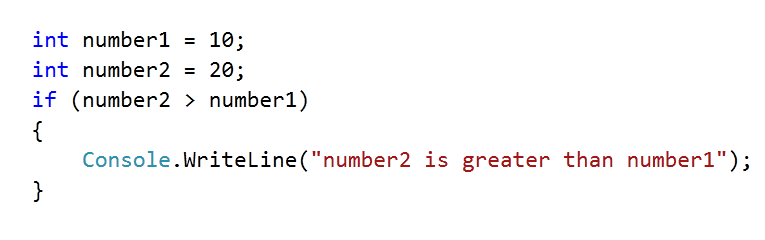 int number1 = 10;
int number2 = 20;
if (number2 > number1)
{
    Console.WriteLine("number2 is greater than number1");
}